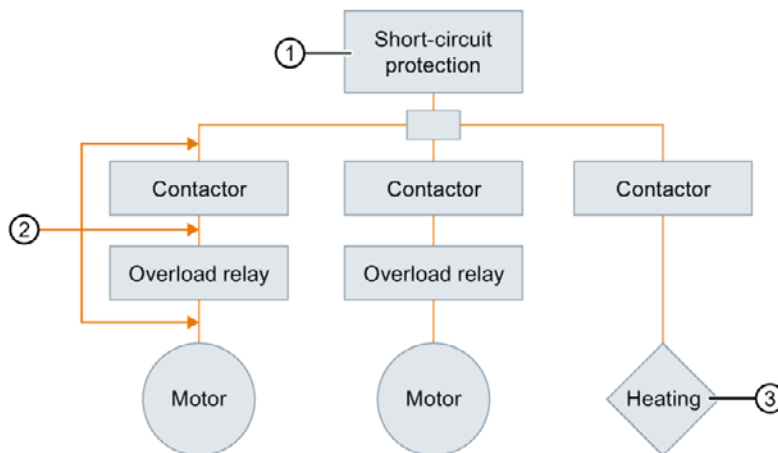 1
Short-circuit
protection
Contactor
Contactor
Contactor
2
Overload relay
Overload relay
Motor
Motor
Heating
3